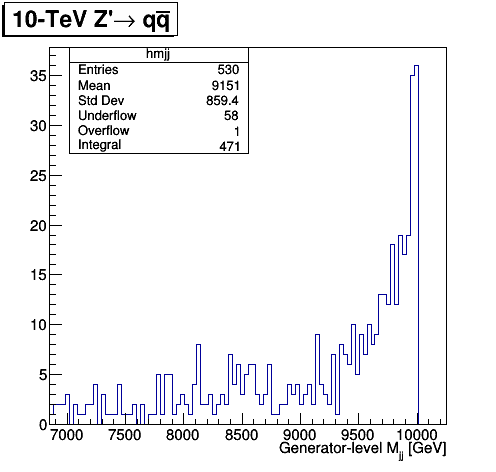 10-TeV Z'→ qq̅
hmjj
Entries 530
Mean 9151
Std Dev 859.4
Underflow 58
Overflow 1
Integral 471
35
30
25
20
15
10
5
0
7000 7500 8000 8500 9000 9500 10000
Generator-level Mjj [GeV]